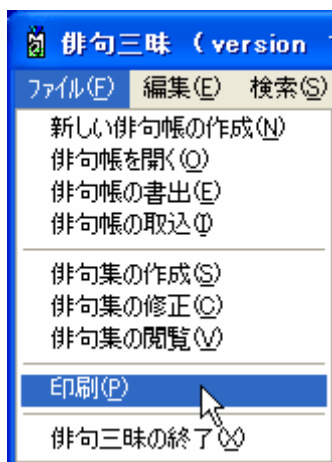 俳句三昧 (version
ファイル(F) 編集(E) 検索(S)
新しい俳句帳の作成(N)
俳句帳を開く(O)
俳句帳の書出(E)
俳句帳の取込(I)
俳句集の作成(S)
俳句集の修正(C)
俳句集の閲覧(V)
印刷(P)
俳句三昧の終了(X)